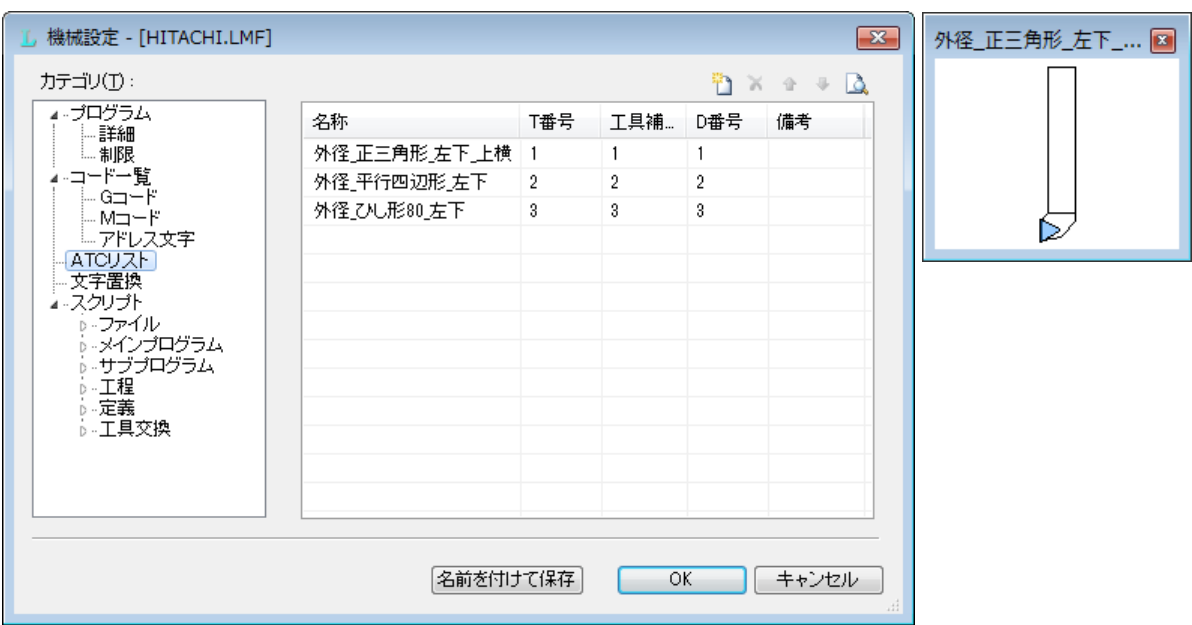 機械設定 - [HITACHI.LMF]
カテゴリ(T):
プログラム
詳細
制限
コード一覧
Gコード
Mコード
アドレス文字
ATCリスト
文字置換
スクリプト
ファイル
メインプログラム
サブプログラム
工程
定義
工具交換
名称 T番号 工具補... D番号 備考
外径_正三角形_左下_上横 1 1 1
外径_平行四辺形_左下 2 2 2
外径_ひし形80_左下 3 3 3
名前を付けて保存 OK キャンセル
外径_正三角形_左下_...